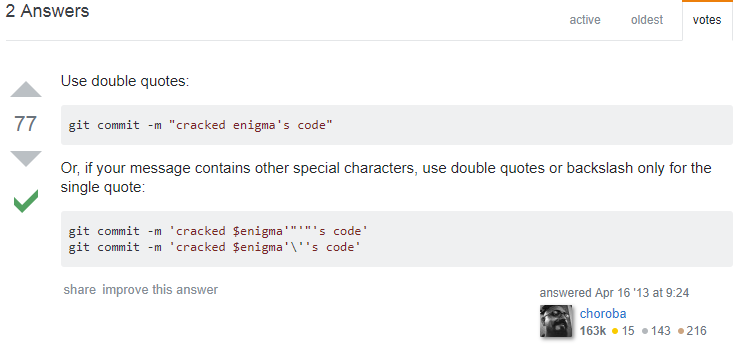 2 Answers
active oldest votes
Use double quotes:
77
git commit -m "cracked enigma's code"
Or, if your message contains other special characters, use double quotes or backslash only for the
single quote:
git commit -m 'cracked $enigma'"'"'s code'
git commit -m 'cracked $enigma'\''s code'
share improve this answer
answered Apr 16 '13 at 9:24
choroba
163k ● 15 ● 143 ● 216